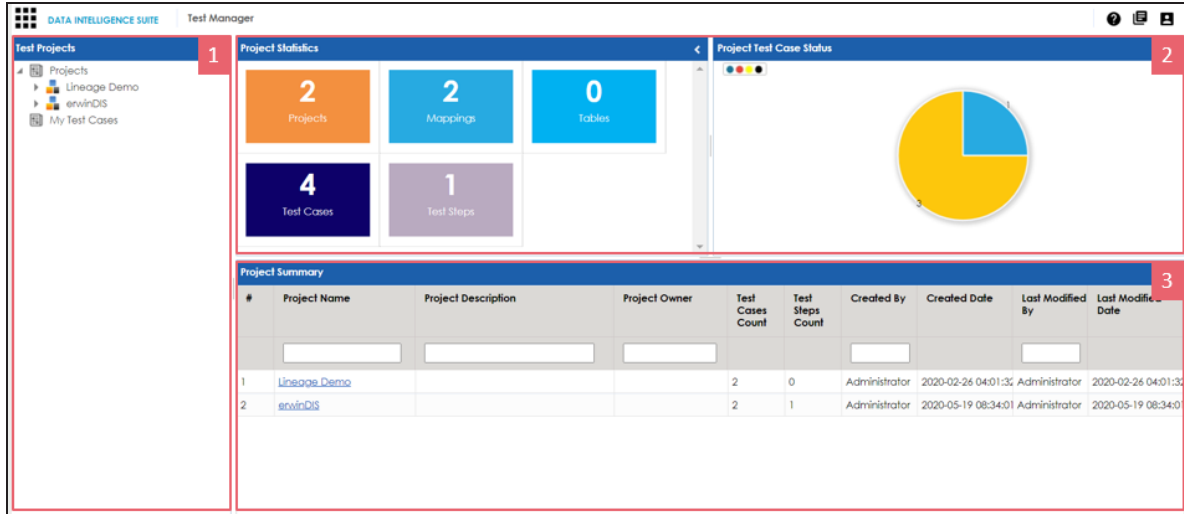 DATA INTELLIGENCE SUITE Test Manager
Test Projects
1
Projects
Lineage Demo
erwinDIS
My Test Cases
Project Statistics
2
Projects
2
Mappings
0
Tables
4
Test Cases
1
Test Steps
Project Test Case Status
2
1
3
Project Summary
3
# Project Name Project Description Project Owner Test Cases Count Test Steps Count Created By Created Date Last Modified By Last Modified Date
1 Lineage Demo 2 0 Administrator 2020-02-26 04:01:32 Administrator 2020-02-26 04:01:32
2 erwinDIS 2 1 Administrator 2020-05-19 08:34:01 Administrator 2020-05-19 08:34:01